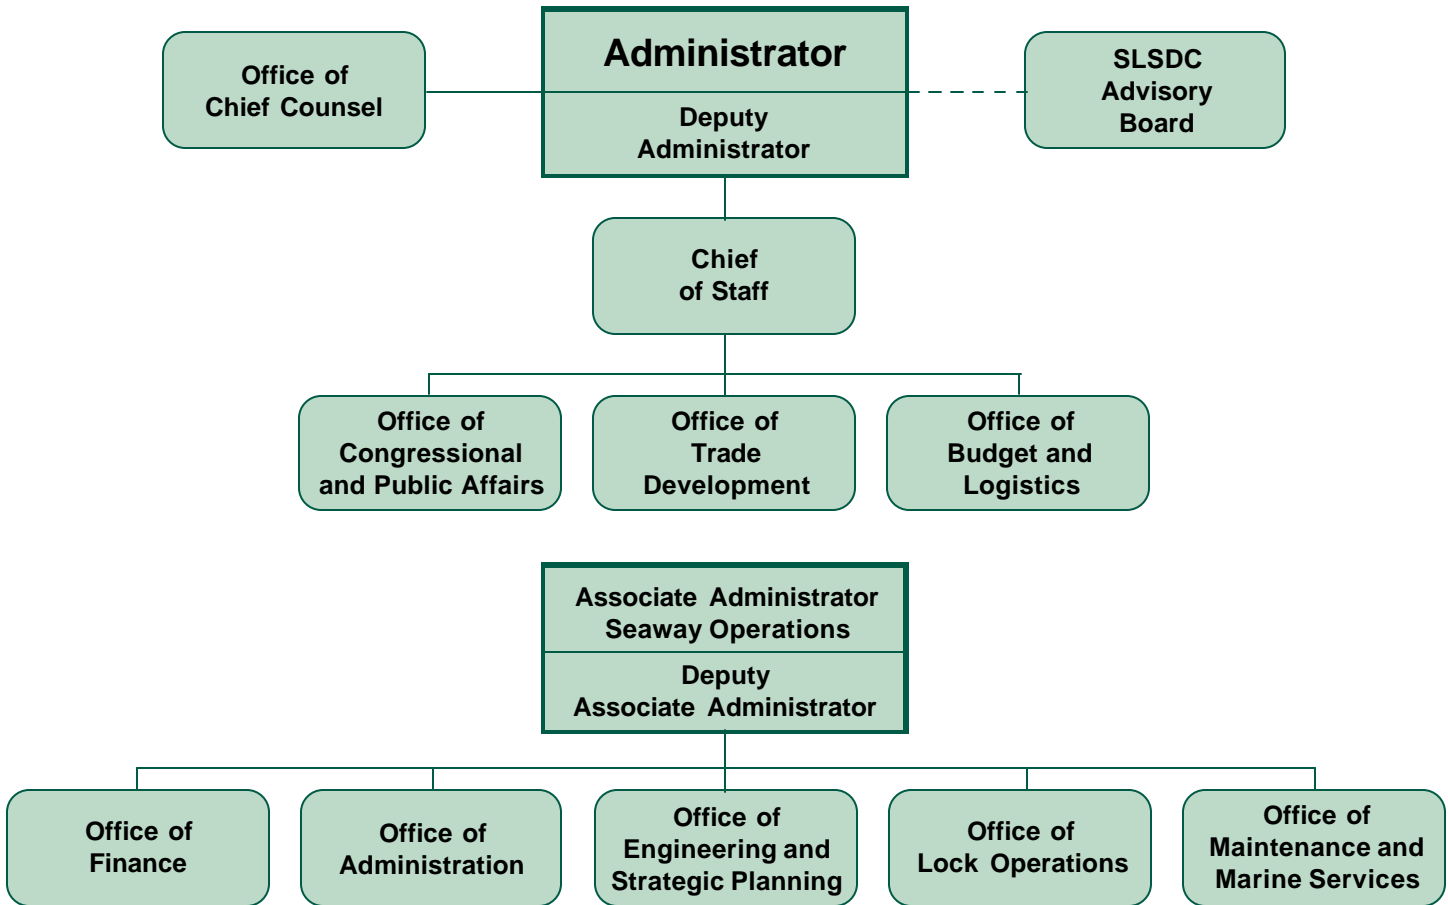 Office of
Chief Counsel
Administrator
Deputy
Administrator
SLSDC
Advisory
Board
Chief
of Staff
Office of
Congressional
and Public Affairs
Office of
Trade
Development
Office of
Budget and
Logistics
Associate Administrator
Seaway Operations
Deputy
Associate Administrator
Office of
Finance
Office of
Administration
Office of
Engineering and
Strategic Planning
Office of
Lock Operations
Office of
Maintenance and
Marine Services